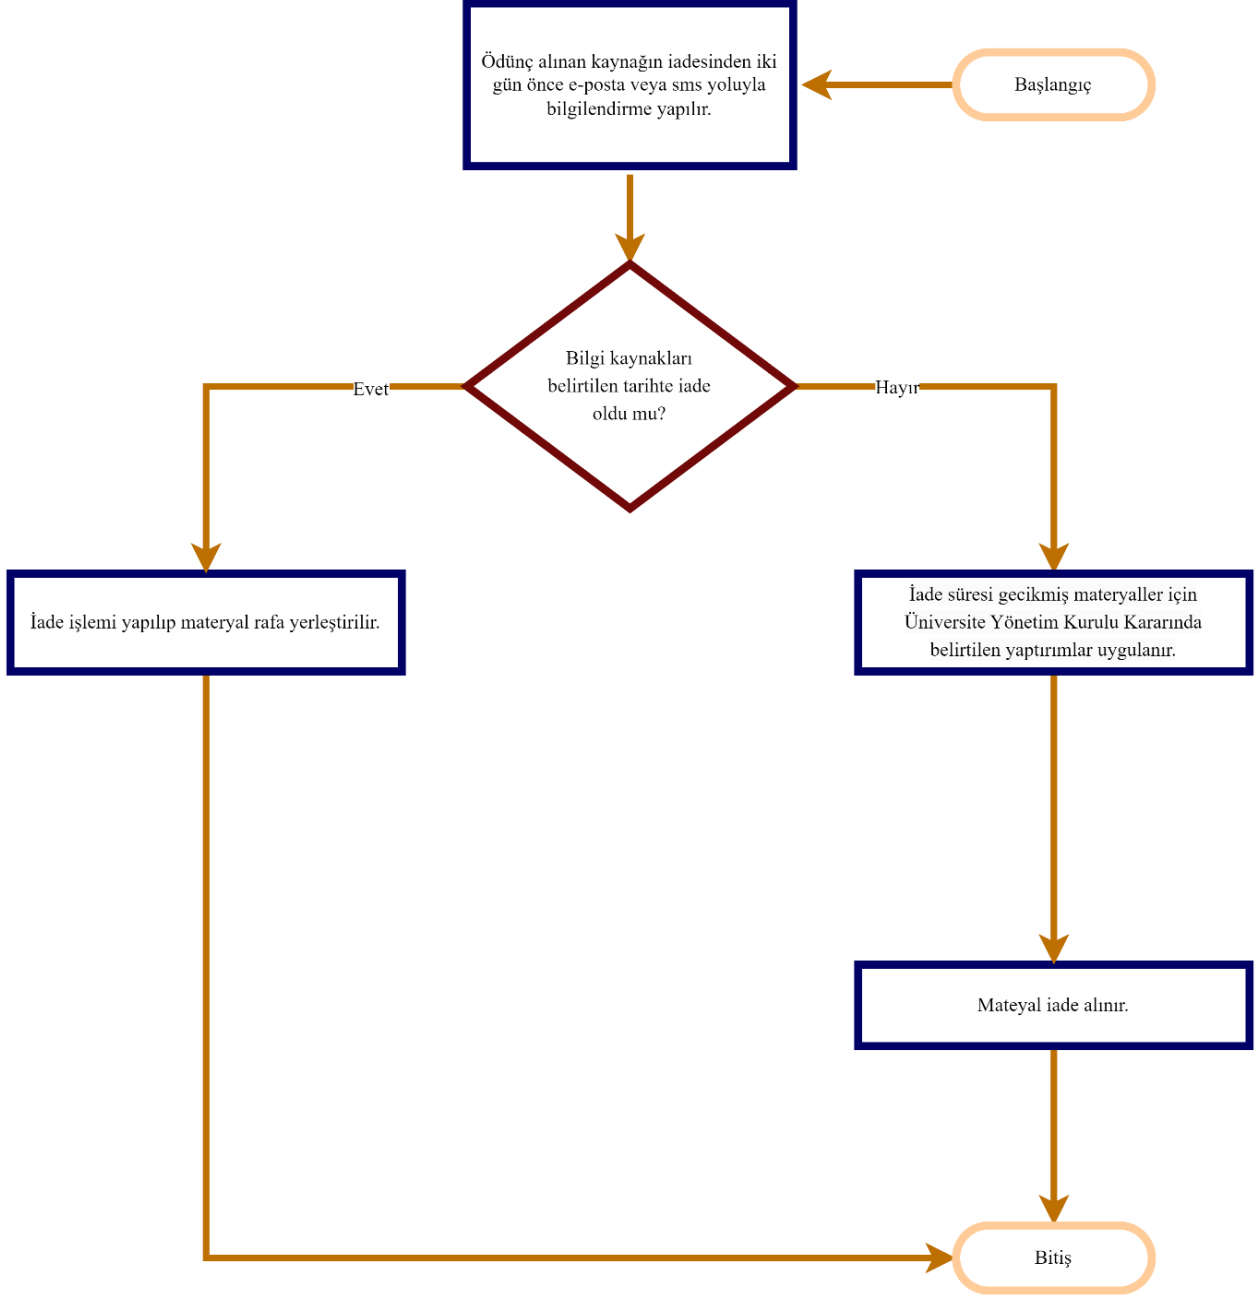 Başlangıç
Ödünç alınan kaynağın iadesinden iki
gün önce e-posta veya sms yoluyla
bilgilendirme yapılır.
Bilgi kaynakları
belirtilen tarihte iade
oldu mu?
Evet
Hayır
İade işlemi yapılıp materyal rafa yerleştirilir.
İade süresi gecikmiş materyaller için
Üniversite Yönetim Kurulu Kararında
belirtilen yaptırımlar uygulanır.
Mateyal iade alınır.
Bitiş